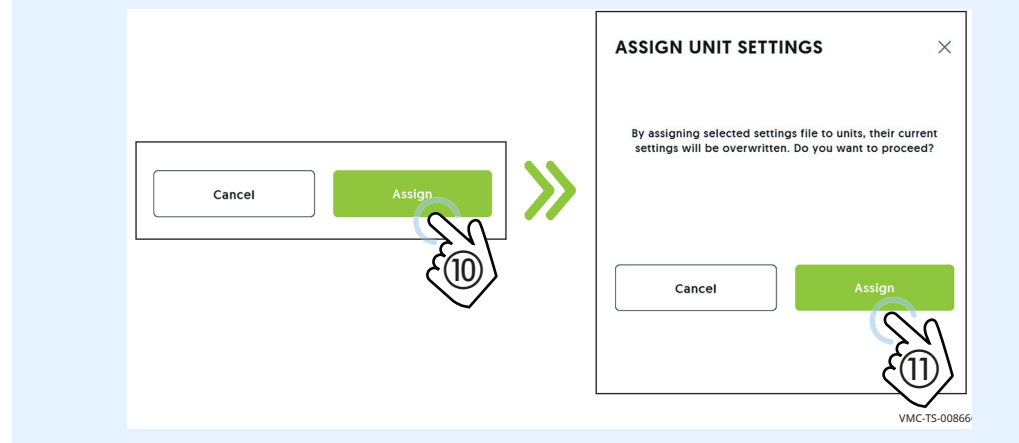 Cancel
Assign
10
ASSIGN UNIT SETTINGS
By assigning selected settings file to units, their current
settings will be overwritten. Do you want to proceed?
Cancel
Assign
11
VMC-TS-00866